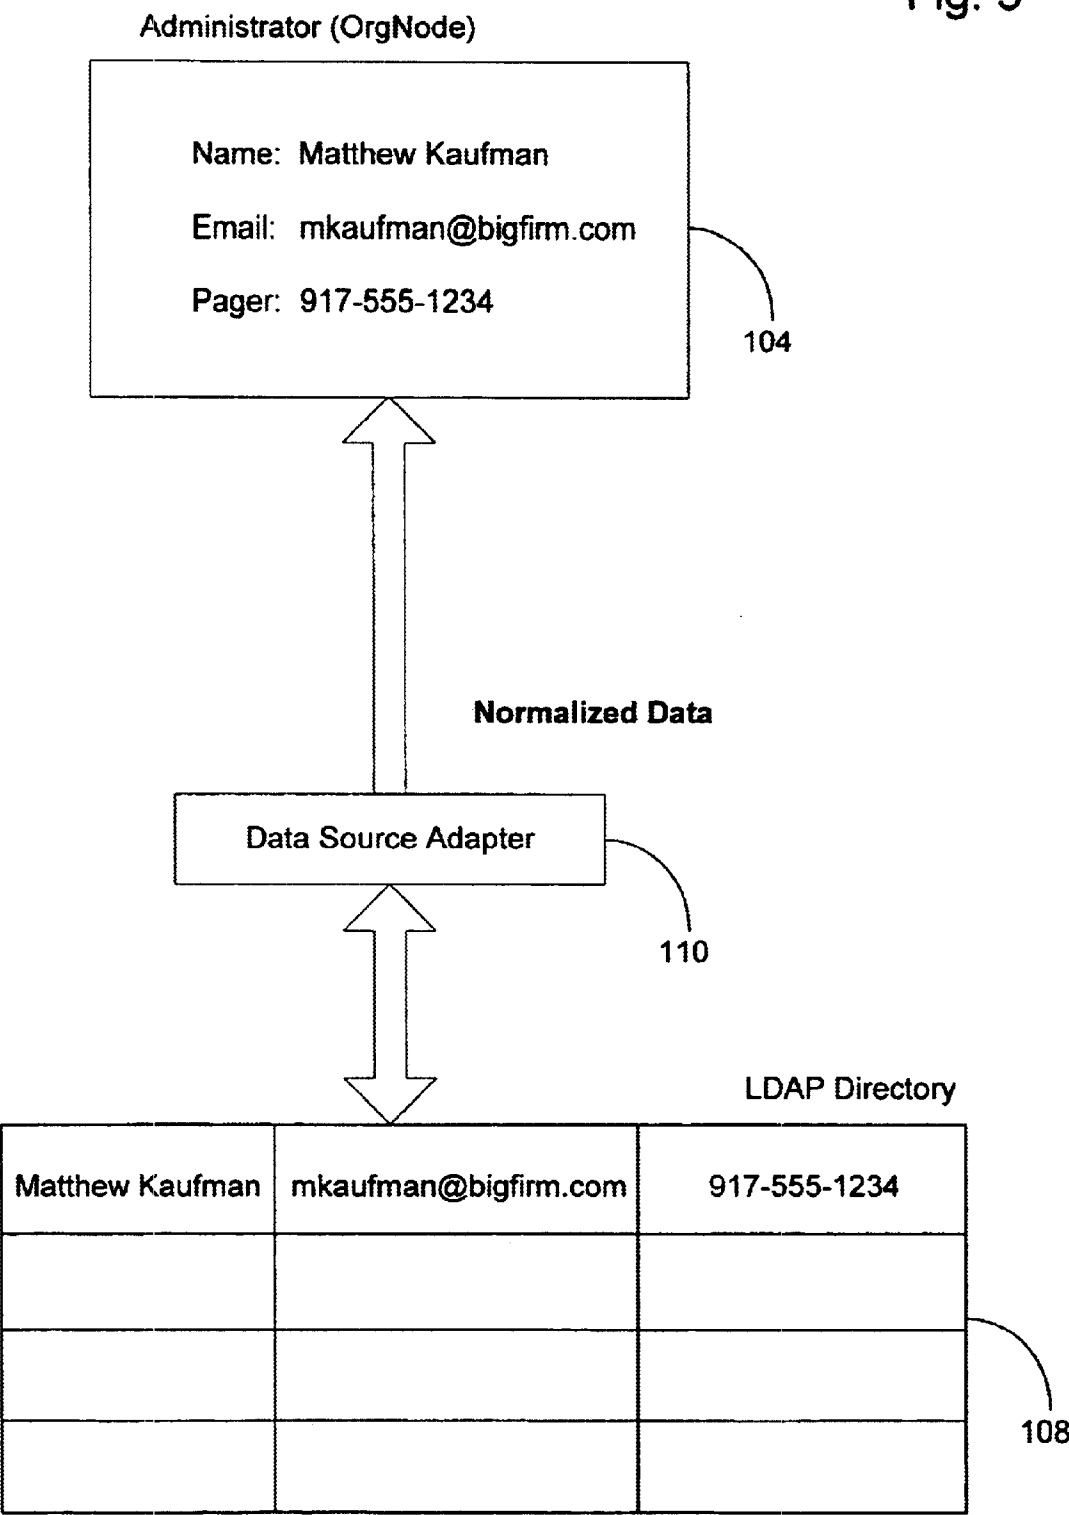 Administrator (OrgNode)
Name: Matthew Kaufman
Email: mkaufman@bigfirm.com
Pager: 917-555-1234
104
Normalized Data
Data Source Adapter
110
LDAP Directory
Matthew Kaufman mkaufman@bigfirm.com 917-555-1234
108